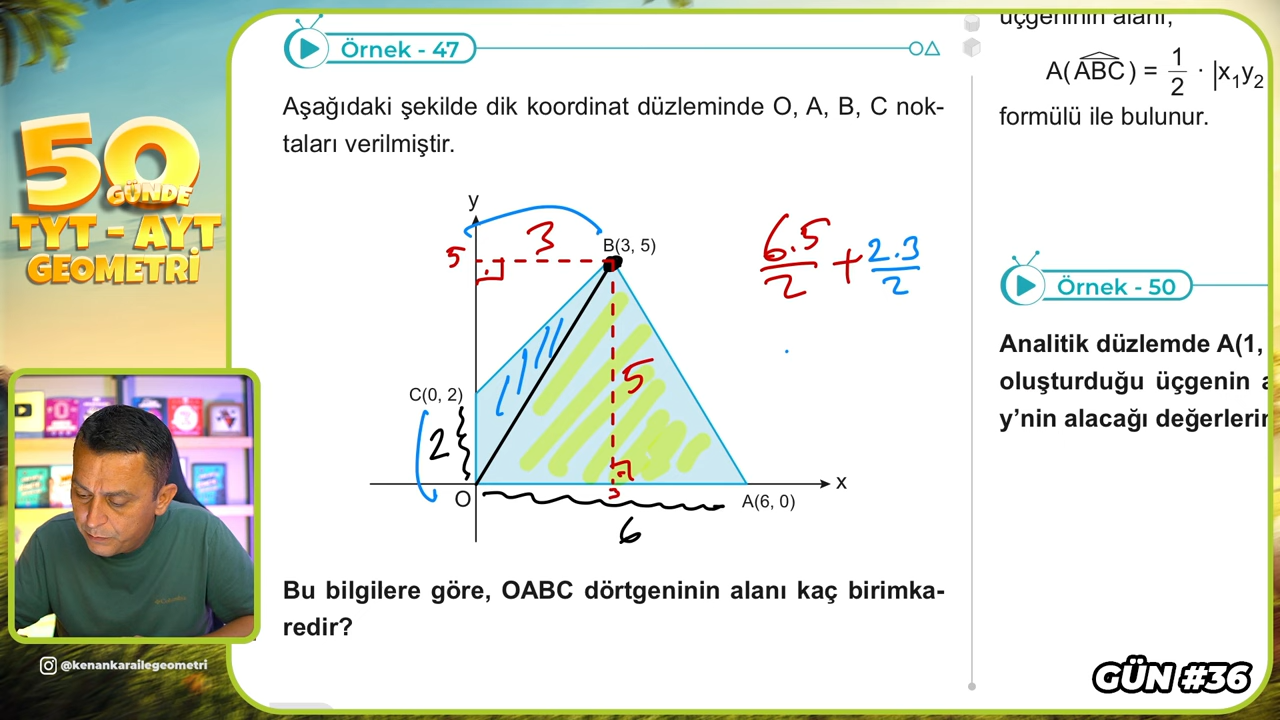 50
GÜNDE
TYT - AYT
GEOMETRİ
Örnek - 47
Aşağıdaki şekilde dik koordinat düzleminde O, A, B, C nok-
taları verilmiştir.
y
5
3
B(3, 5)
6.5/2 + 2.3/2
5
C(0, 2)
2
O
3
A(6, 0)
x
6
Bu bilgilere göre, OABC dörtgeninin alanı kaç birimka-
redir?
üçgeninin alanı,
A(ABC) = 1/2 · |x₁y₂
formülü ile bulunur.
Örnek - 50
Analitik düzlemde A(1,
oluşturduğu üçgenin
y’nin alacağı değerlerin
@kenankarailegeometri
GÜN #36